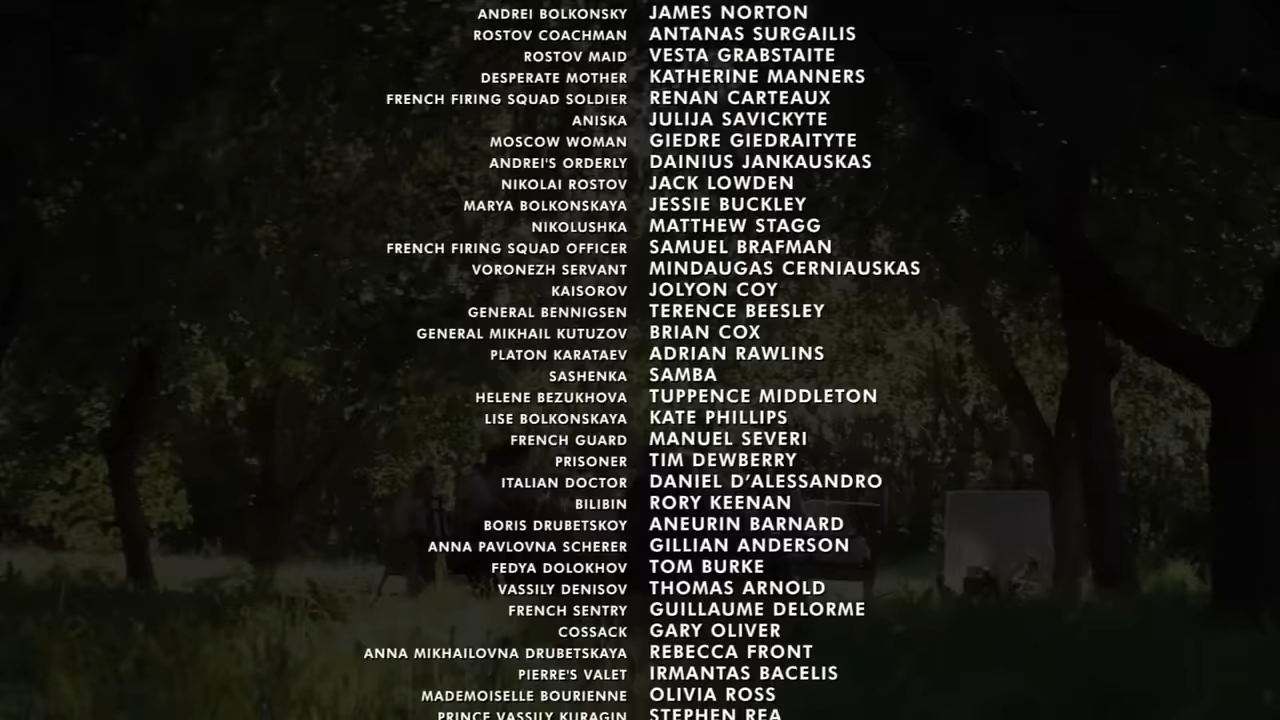 ANDREI BOLKONSKY JAMES NORTON
ROSTOV COACHMAN ANTANAS SURGAILIS
ROSTOV MAID VESTA GRABSTAITE
DESPERATE MOTHER KATHERINE MANNERS
FRENCH FIRING SQUAD SOLDIER RENAN CARTEAUX
ANISKA JULIJA SAVICKYTE
MOSCOW WOMAN GIEDRE GIEDRAITYTE
ANDREI'S ORDERLY DAINIUS JANKAUSKAS
NIKOLAI ROSTOV JACK LOWDEN
MARYA BOLKONSKAYA JESSIE BUCKLEY
NIKOLUSHKA MATTHEW STAGG
FRENCH FIRING SQUAD OFFICER SAMUEL BRAFMAN
VORONEZH SERVANT MINDAUGAS CERNIAUSKAS
KAISOROV JOLYON COY
GENERAL BENNIGSEN TERENCE BEESLEY
GENERAL MIKHAIL KUTUZOV BRIAN COX
PLATON KARATAEV ADRIAN RAWLINS
SASHENKA SAMBA
HELENE BEZUKHOVA TUPPENCE MIDDLETON
LISE BOLKONSKAYA KATE PHILLIPS
FRENCH GUARD MANUEL SEVERI
PRISONER TIM DEWBERRY
ITALIAN DOCTOR DANIEL D’ALESSANDRO
BILIBIN RORY KEENAN
BORIS DRUBETSKOY ANEURIN BARNARD
ANNA PAVLOVNA SCHERER GILLIAN ANDERSON
FEDYA DOLOKHOV TOM BURKE
VASSILY DENISOV THOMAS ARNOLD
FRENCH SENTRY GUILLAUME DELORME
COSSACK GARY OLIVER
ANNA MIKHAILOVNA DRUBETSKAYA REBECCA FRONT
PIERRE'S VALET IRMANTAS BACELIS
MADEMOISELLE BOURIENNE OLIVIA ROSS
PRINCE VASSILY KURAGIN STEPHEN REA